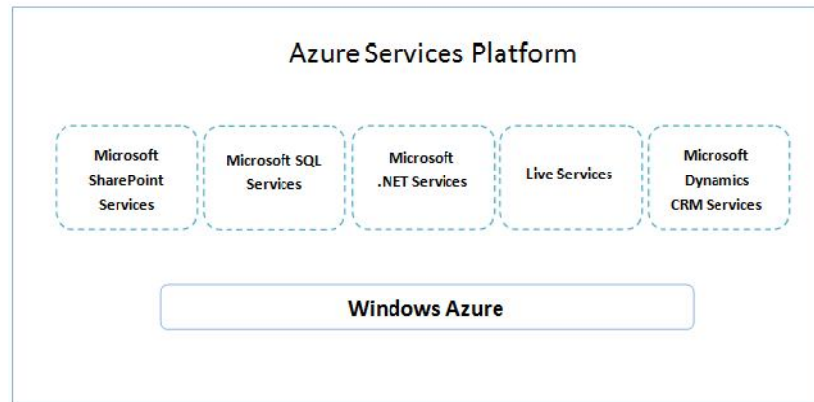 Azure Services Platform
Microsoft
SharePoint
Services
Microsoft SQL
Services
Microsoft
.NET Services
Live Services
Microsoft
Dynamics
CRM Services
Windows Azure